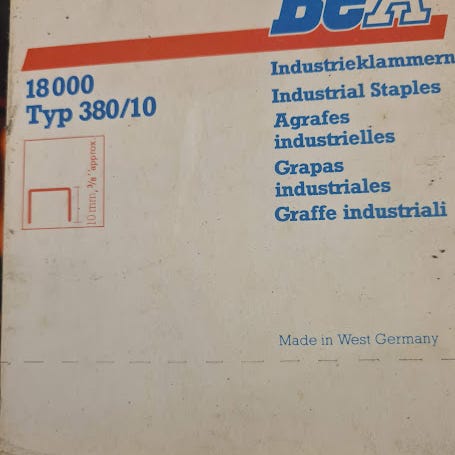 BeA
18000
Typ 380/10
10 mm, 3/8" approx.
Industrieklammern
Industrial Staples
Agrafes
industrielles
Grapas
industriales
Graffe industriali
Made in West Germany